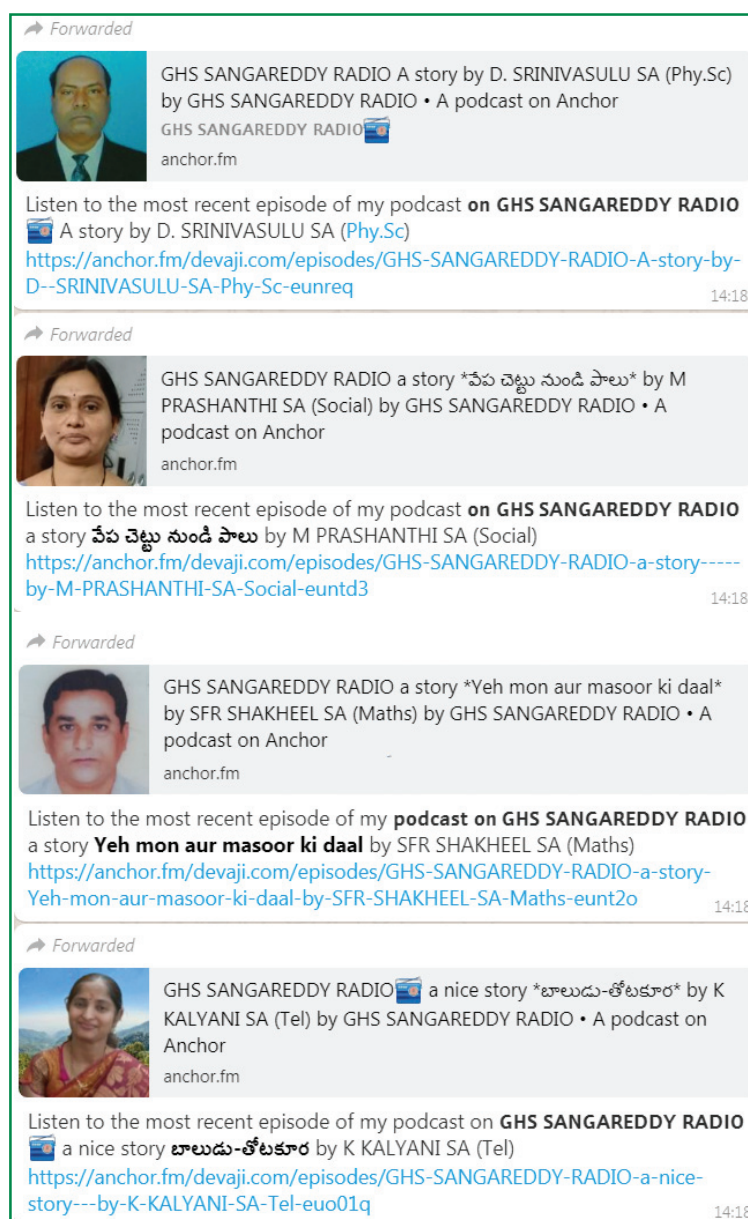 Forwarded
GHS SANGAREDDY RADIO A story by D. SRINIVASULU SA (Phy.Sc)
by GHS SANGAREDDY RADIO • A podcast on Anchor
GHS SANGAREDDY RADIO📻
anchor.fm
Listen to the most recent episode of my podcast on GHS SANGAREDDY RADIO
📻 A story by D. SRINIVASULU SA (Phy.Sc)
https://anchor.fm/devaji.com/episodes/GHS-SANGAREDDY-RADIO-A-story-by-
D--SRINIVASULU-SA-Phy-Sc-eunreq
14:18
Forwarded
GHS SANGAREDDY RADIO a story *వేప చెట్టు నుండి పాలు* by M
PRASHANTHI SA (Social) by GHS SANGAREDDY RADIO • A
podcast on Anchor
anchor.fm
Listen to the most recent episode of my podcast on GHS SANGAREDDY RADIO
a story వేప చెట్టు నుండి పాలు by M PRASHANTHI SA (Social)
https://anchor.fm/devaji.com/episodes/GHS-SANGAREDDY-RADIO-a-story-----
by-M-PRASHANTHI-SA-Social-euntd3
14:18
Forwarded
GHS SANGAREDDY RADIO a story *Yeh mon aur masoor ki daal*
by SFR SHAKHEEL SA (Maths) by GHS SANGAREDDY RADIO • A
podcast on Anchor
anchor.fm
Listen to the most recent episode of my podcast on GHS SANGAREDDY RADIO
a story Yeh mon aur masoor ki daal by SFR SHAKHEEL SA (Maths)
https://anchor.fm/devaji.com/episodes/GHS-SANGAREDDY-RADIO-a-story-
Yeh-mon-aur-masoor-ki-daal-by-SFR-SHAKHEEL-SA-Maths-eunt2o
14:18
Forwarded
GHS SANGAREDDY RADIO📻 a nice story *బాలుడు-తోటకూర* by K
KALYANI SA (Tel) by GHS SANGAREDDY RADIO • A podcast on
Anchor
anchor.fm
Listen to the most recent episode of my podcast on GHS SANGAREDDY RADIO
📻 a nice story బాలుడు-తోటకూర by K KALYANI SA (Tel)
https://anchor.fm/devaji.com/episodes/GHS-SANGAREDDY-RADIO-a-nice-
story---by-K-KALYANI-SA-Tel-euo01q
14:18